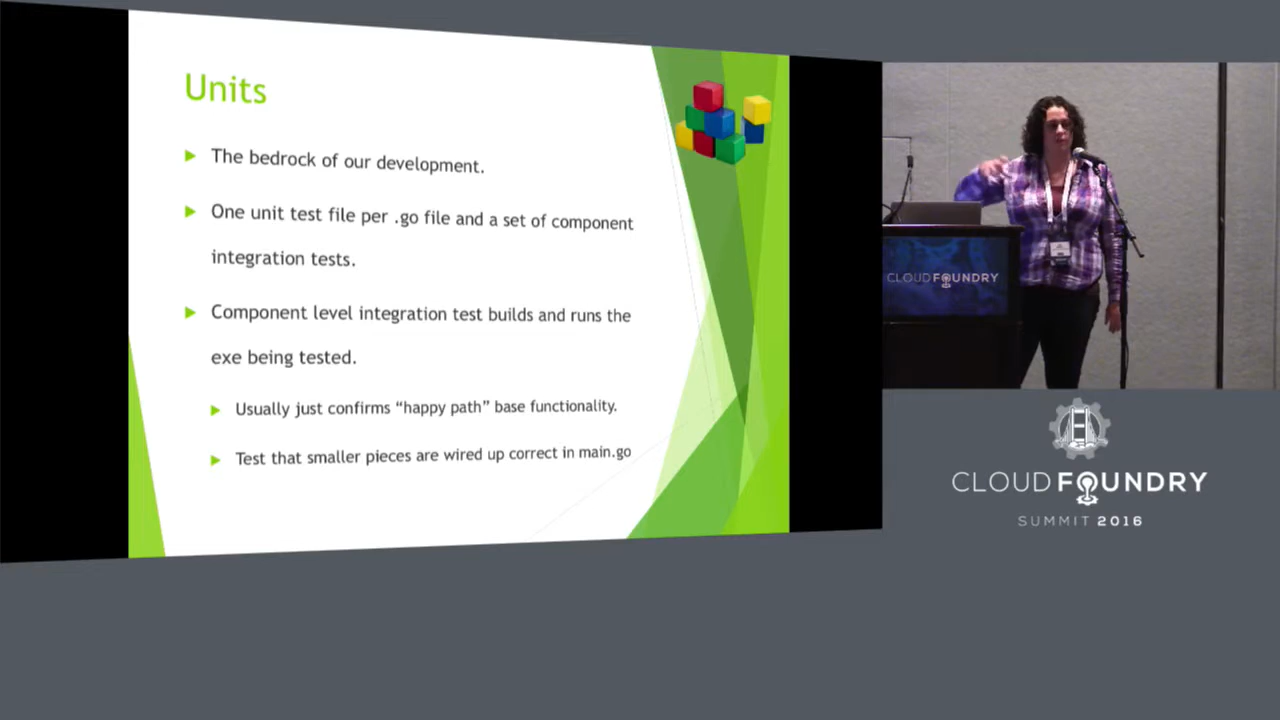 Units
The bedrock of our development.
One unit test file per .go file and a set of component
integration tests.
Component level integration test builds and runs the
exe being tested.
Usually just confirms “happy path” base functionality.
Test that smaller pieces are wired up correct in main.go
CLOUDFOUNDRY
CLOUD FOUNDRY
SUMMIT 2016